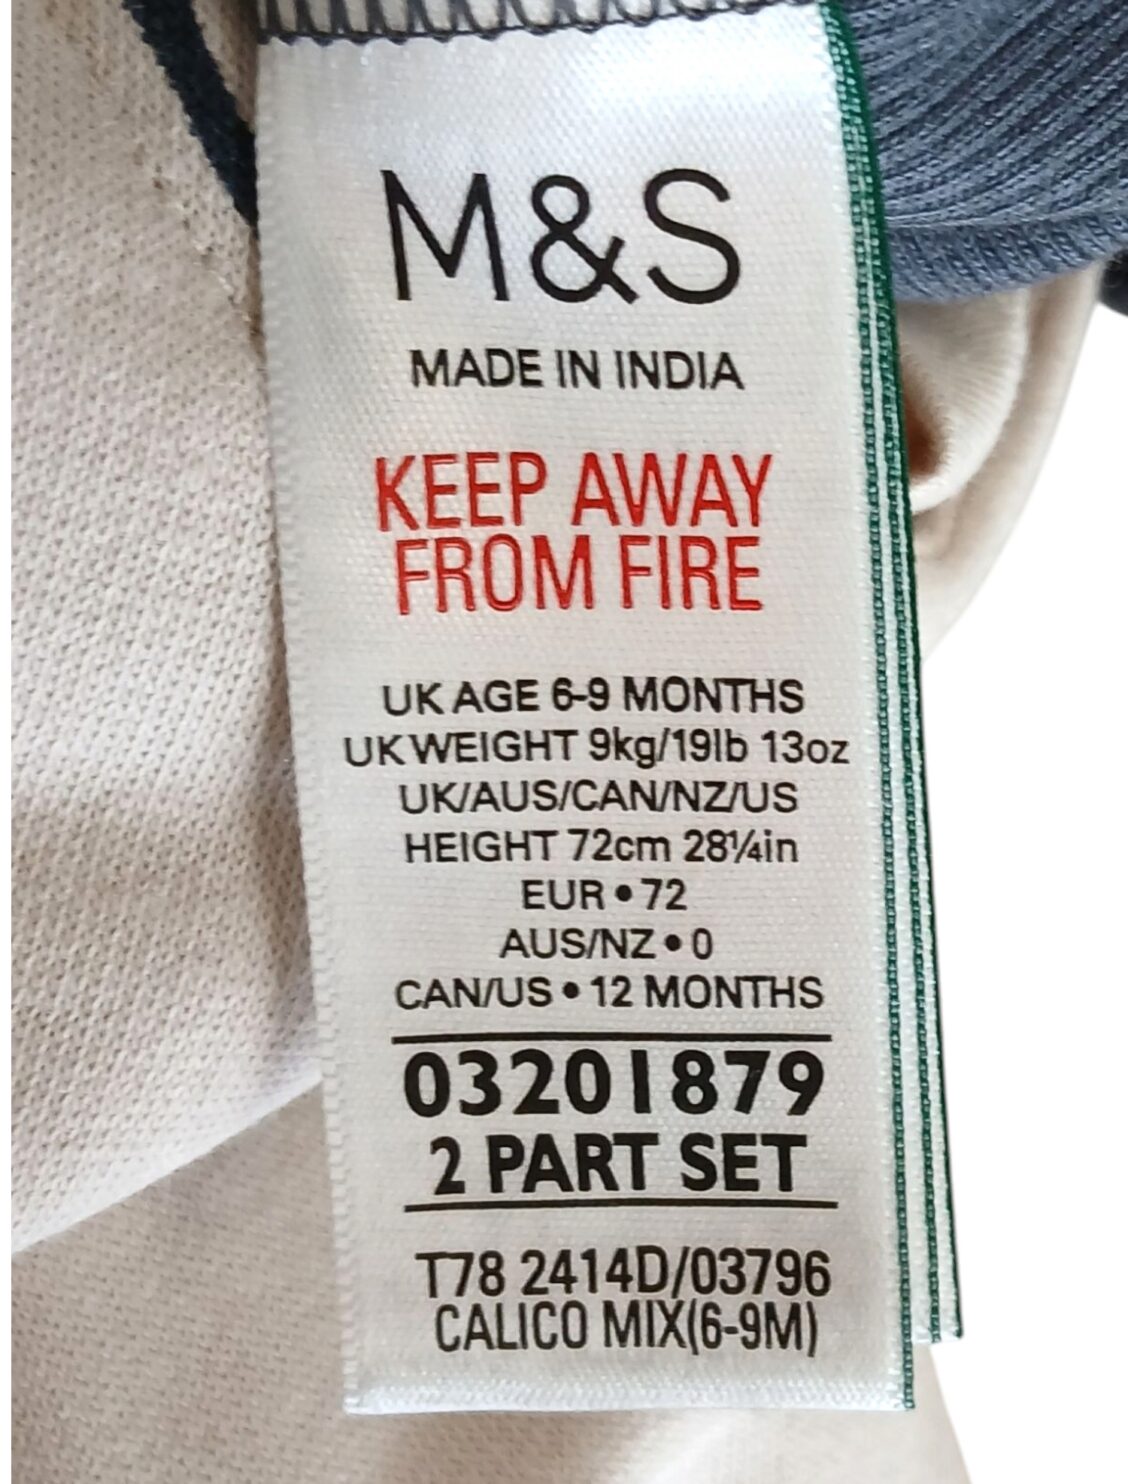 M&S
MADE IN INDIA
KEEP AWAY
FROM FIRE
UK AGE 6-9 MONTHS
UK WEIGHT 9kg/19lb 13oz
UK/AUS/CAN/NZ/US
HEIGHT 72cm 28¼in
EUR • 72
AUS/NZ • 0
CAN/US • 12 MONTHS
03201879
2 PART SET
T78 2414D/03796
CALICO MIX(6-9M)